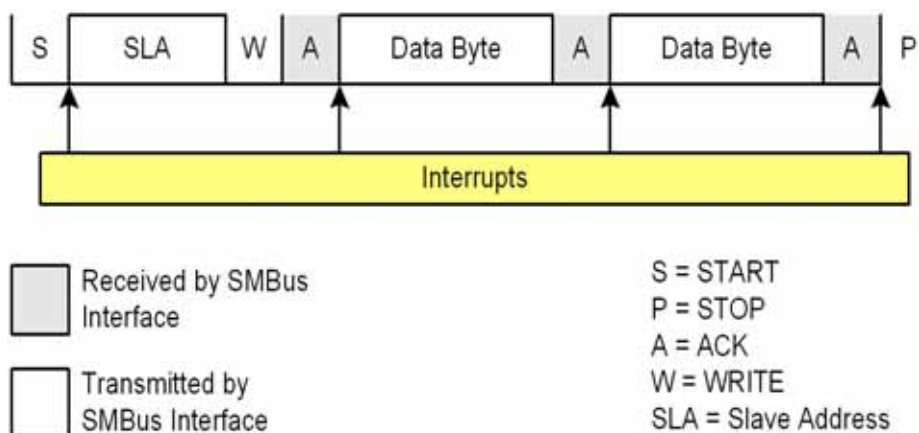 S SLA W A Data Byte A Data Byte A P
Interrupts
Received by SMBus
Interface
Transmitted by
SMBus Interface
S = START
P = STOP
A = ACK
W = WRITE
SLA = Slave Address